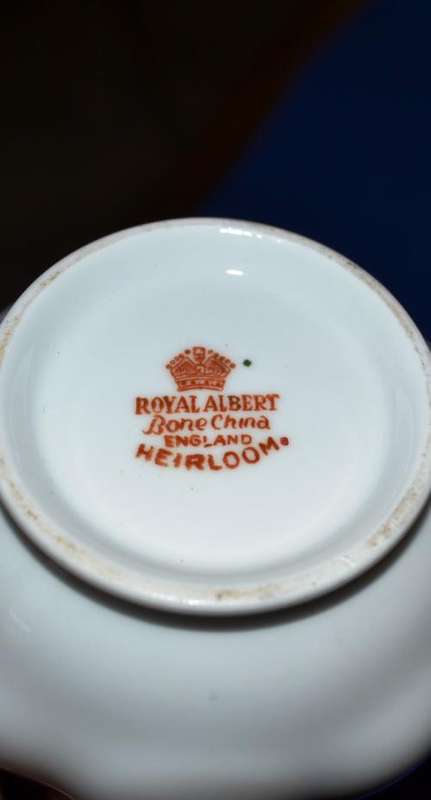 ROYAL ALBERT
Bone China
ENGLAND
HEIRLOOM.